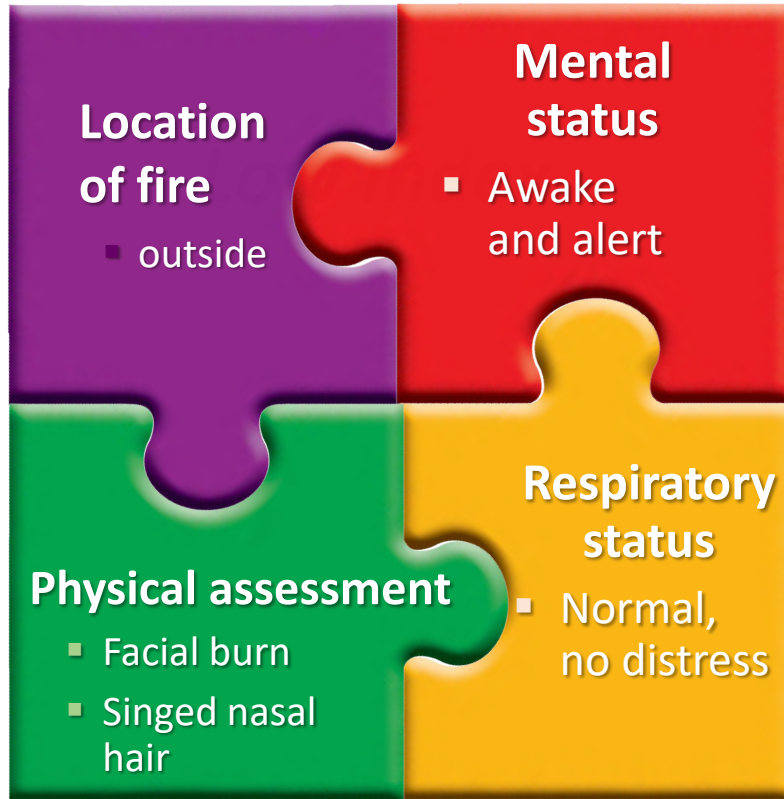 Location
of fire
outside
Mental
status
Awake
and alert
Physical assessment
Facial burn
Singed nasal
hair
Respiratory
status
Normal,
no distress